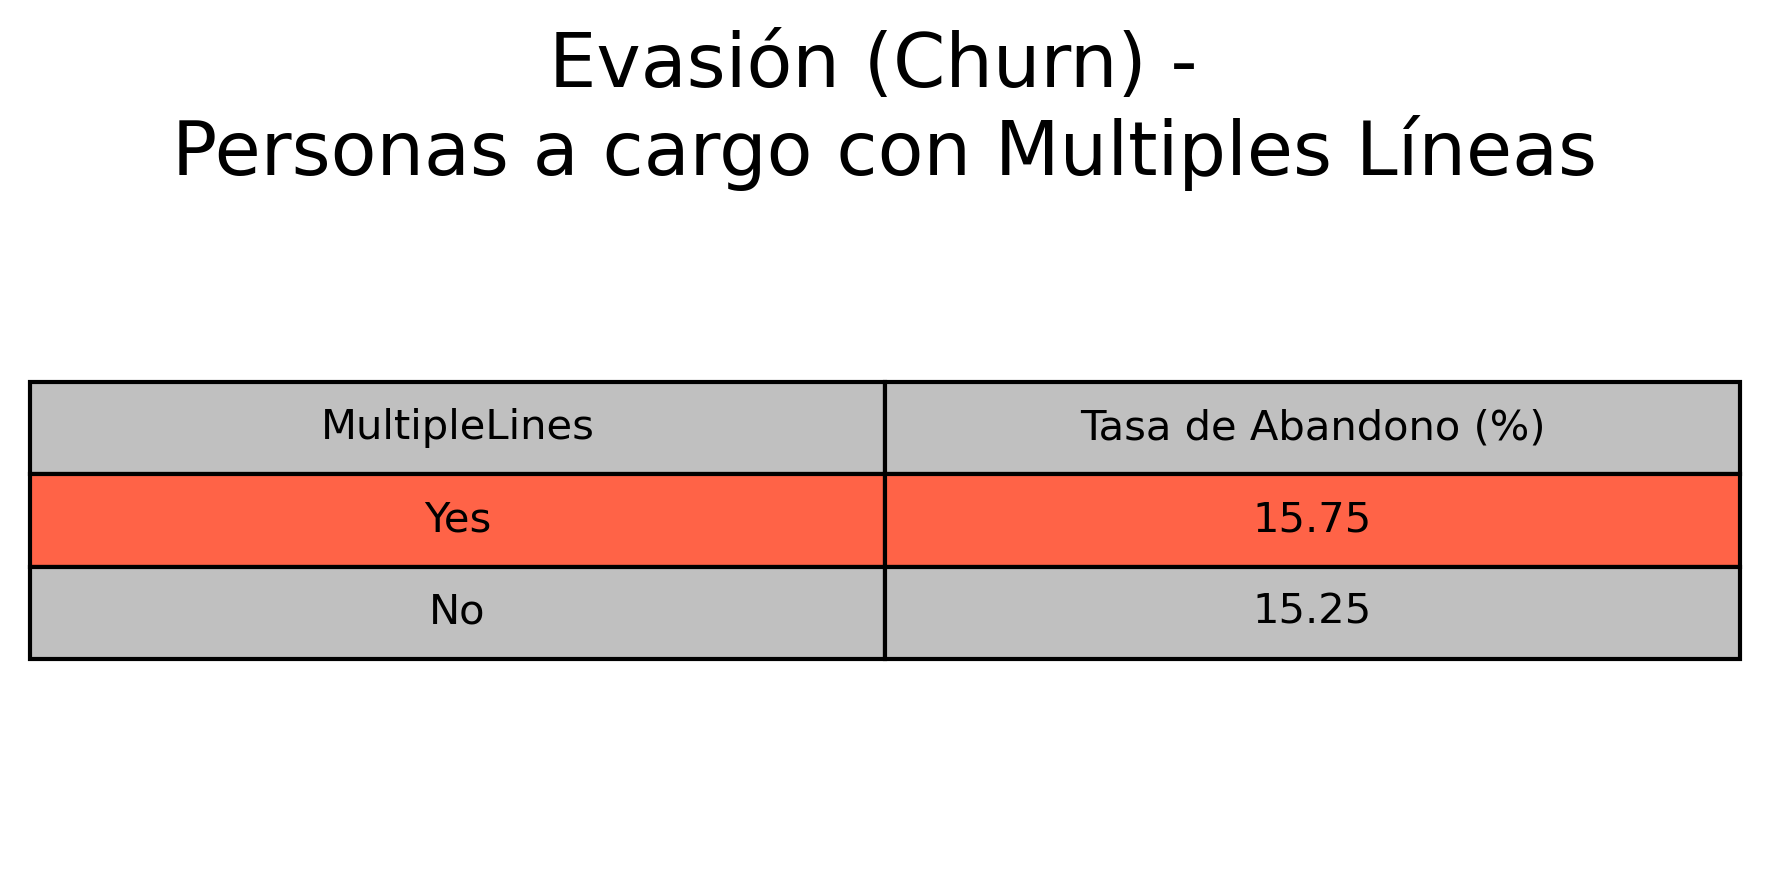 Evasión (Churn) -
Personas a cargo con Multiples Líneas
MultipleLines Tasa de Abandono (%)
Yes 15.75
No 15.25